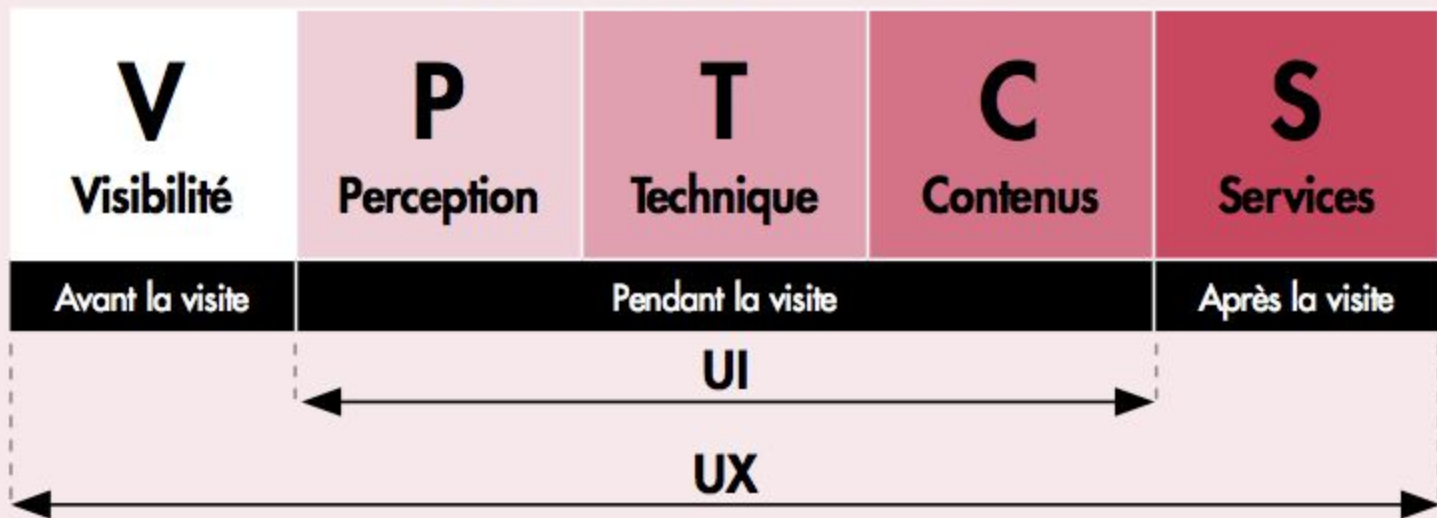 V P T C S
Visibilité Perception Technique Contenus Services
Avant la visite Pendant la visite Après la visite
UI
UX